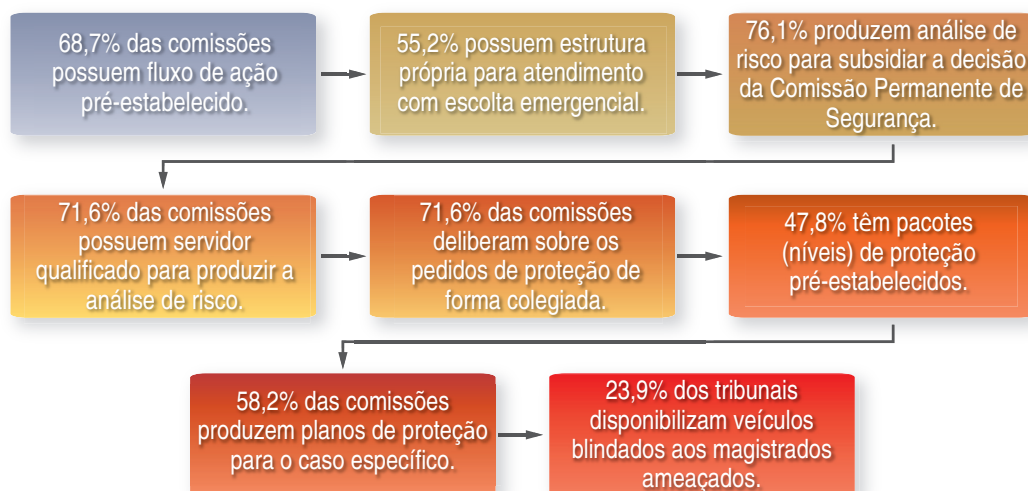 68,7% das comissões
possuem fluxo de ação
pré-estabelecido.
55,2% possuem estrutura
própria para atendimento
com escolta emergencial.
76,1% produzem análise de
risco para subsidiar a decisão
da Comissão Permanente de
Segurança.
71,6% das comissões
possuem servidor
qualificado para produzir a
análise de risco.
71,6% das comissões
deliberam sobre os
pedidos de proteção de
forma colegiada.
47,8% têm pacotes
(níveis) de proteção
pré-estabelecidos.
58,2% das comissões
produzem planos de proteção
para o caso específico.
23,9% dos tribunais
disponibilizam veículos
blindados aos magistrados
ameaçados.